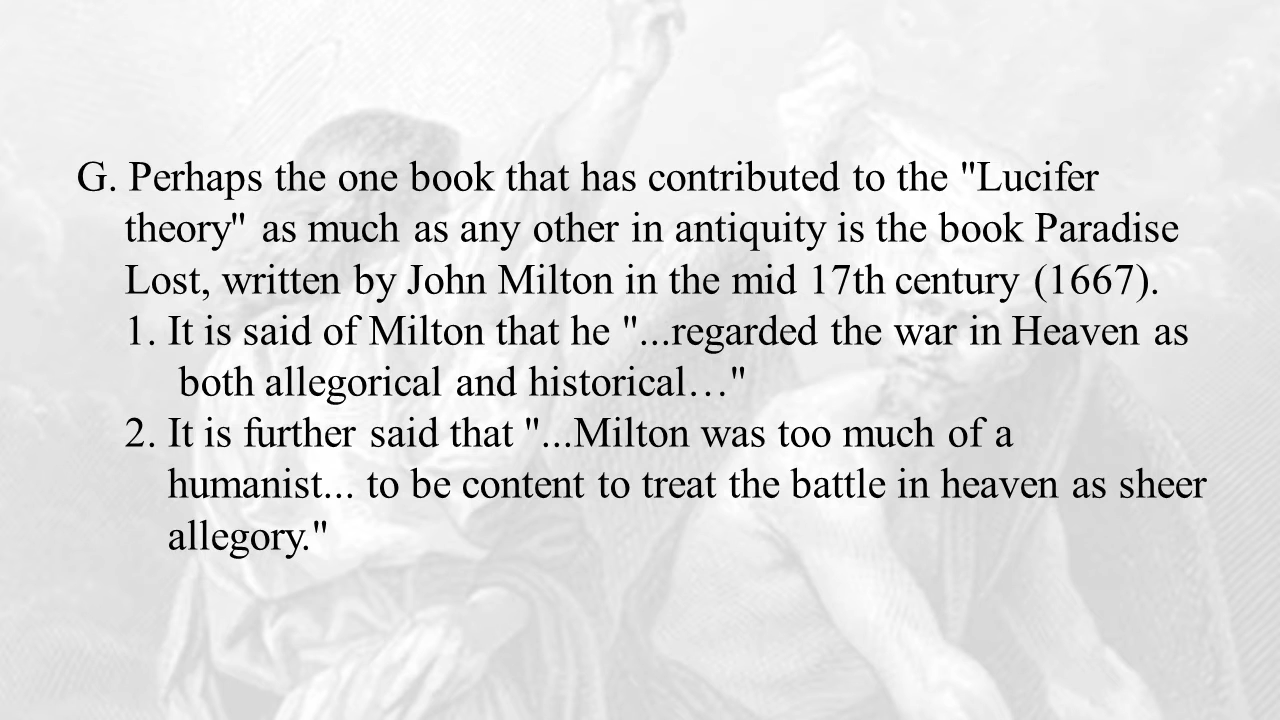 G. Perhaps the one book that has contributed to the "Lucifer
theory" as much as any other in antiquity is the book Paradise
Lost, written by John Milton in the mid 17th century (1667).
1. It is said of Milton that he "...regarded the war in Heaven as
both allegorical and historical…"
2. It is further said that "...Milton was too much of a
humanist... to be content to treat the battle in heaven as sheer
allegory."